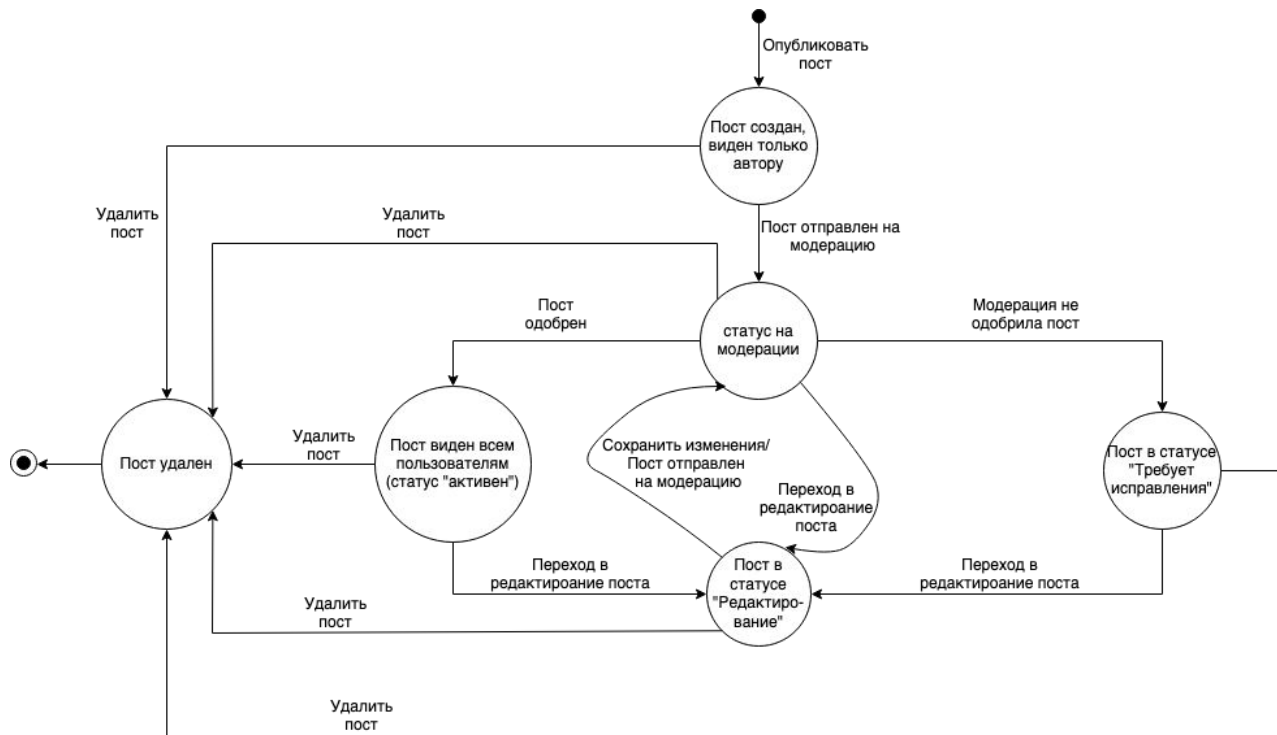 Опубликовать
пост
Пост создан,
виден только
автору
Удалить
пост
Удалить
пост
Пост отправлен на
модерацию
Пост
одобрен
статус на
модерации
Модерация не
одобрила пост
Пост удален
Удалить
пост
Пост виден всем
пользователям
(статус "активен")
Сохранить изменения/
Пост отправлен
на модерацию
Переход в
редактироание
поста
Пост в статусе
"Требует
исправления"
Переход в
редактироание поста
Пост в
статусе
"Редактиро-
вание"
Переход в
редактироание поста
Удалить
пост
Удалить
пост